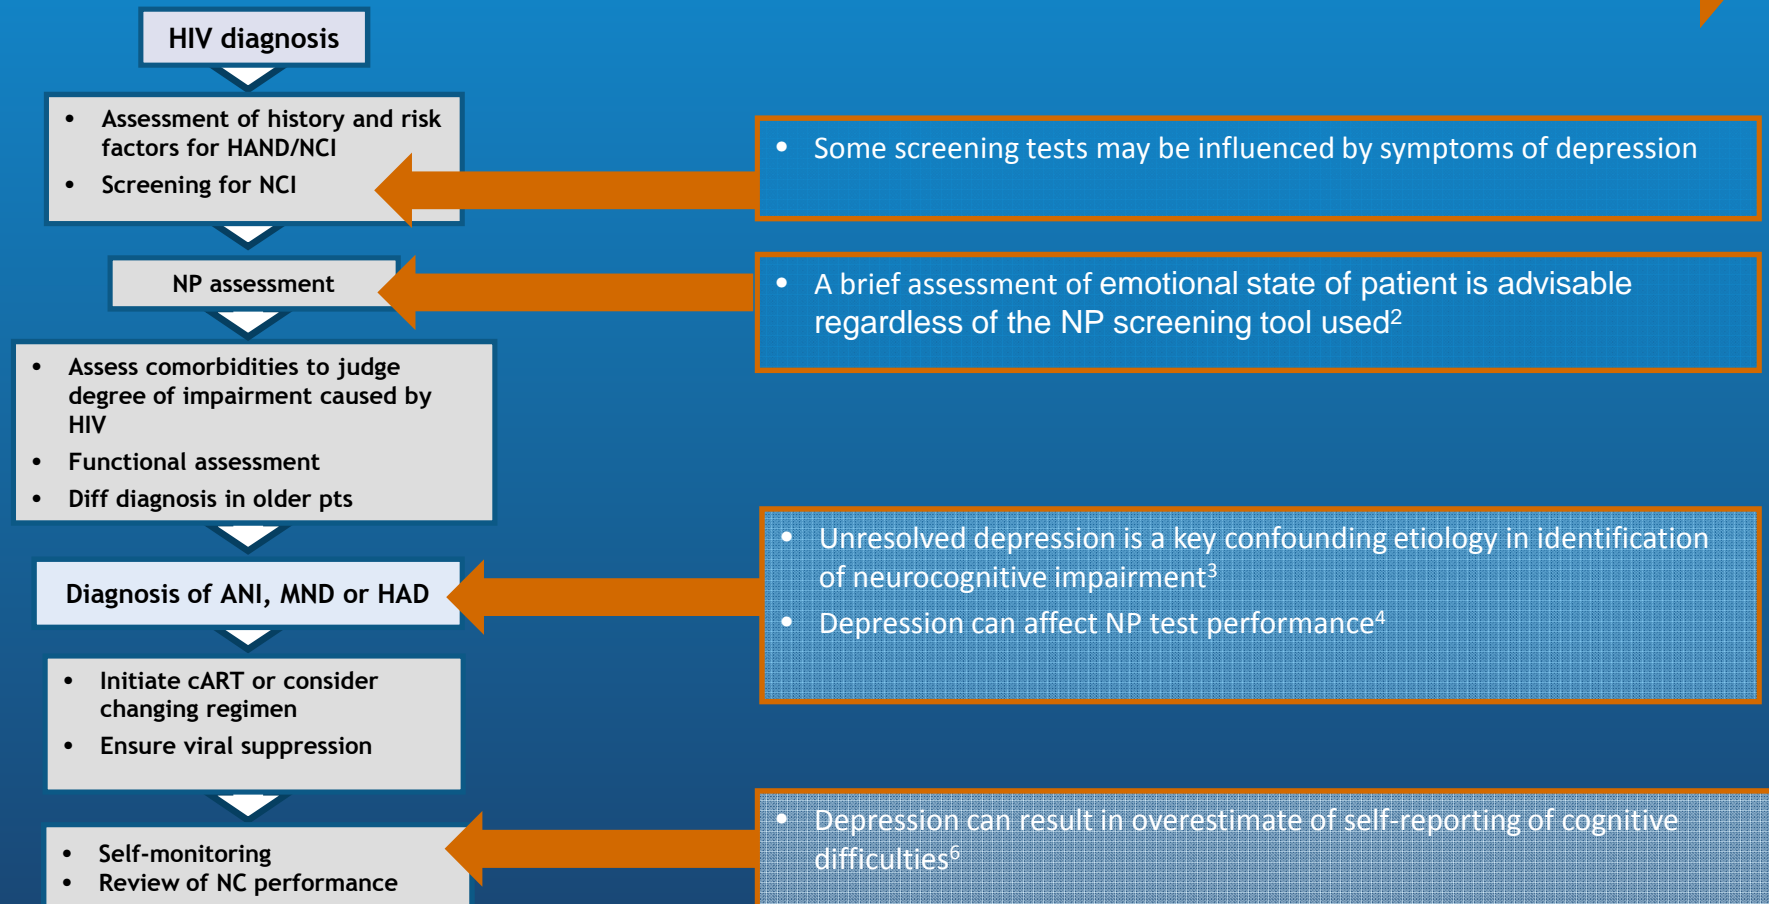 HIV diagnosis
• Assessment of history and risk
factors for HAND/NCI
• Screening for NCI
• Some screening tests may be influenced by symptoms of depression
NP assessment
• A brief assessment of emotional state of patient is advisable
regardless of the NP screening tool used²
• Assess comorbidities to judge
degree of impairment caused by
HIV
• Functional assessment
• Diff diagnosis in older pts
Diagnosis of ANI, MND or HAD
• Unresolved depression is a key confounding etiology in identification
of neurocognitive impairment³
• Depression can affect NP test performance⁴
• Initiate cART or consider
changing regimen
• Ensure viral suppression
• Self-monitoring
• Review of NC performance
• Depression can result in overestimate of self-reporting of cognitive
difficulties⁶